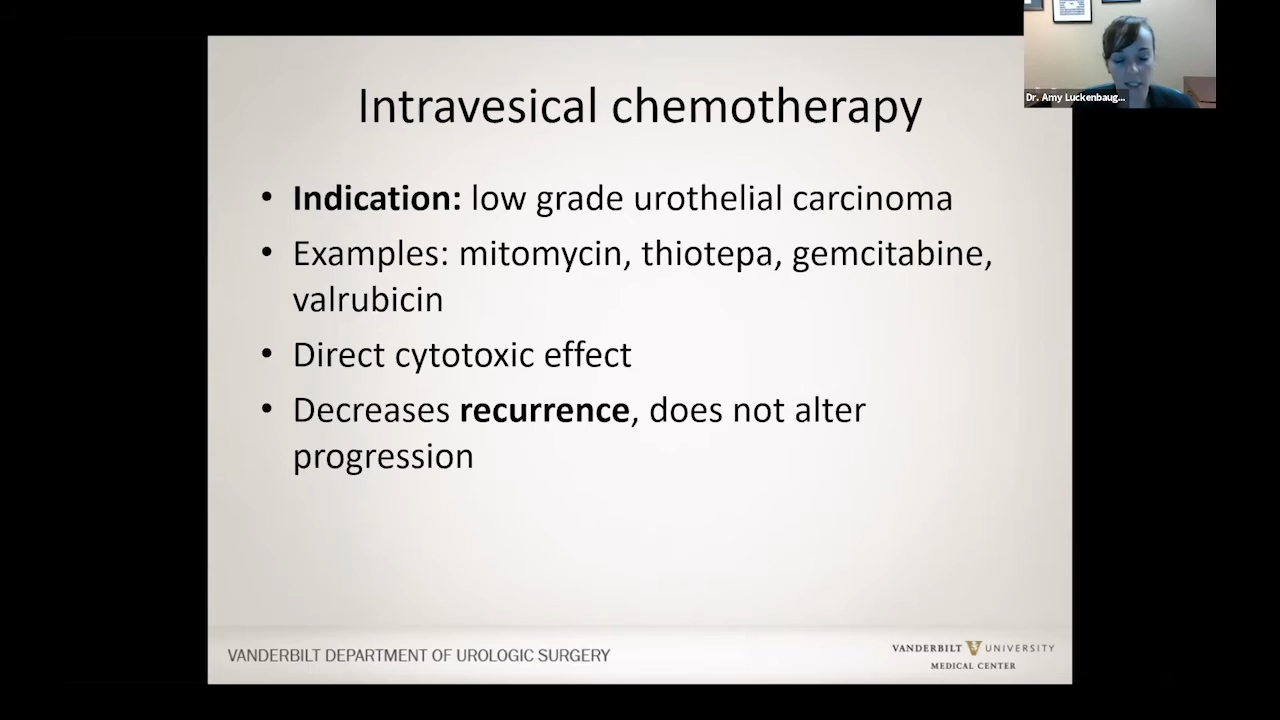 Intravesical chemotherapy
• Indication: low grade urothelial carcinoma
• Examples: mitomycin, thiotepa, gemcitabine,
valrubicin
• Direct cytotoxic effect
• Decreases recurrence, does not alter
progression
VANDERBILT DEPARTMENT OF UROLOGIC SURGERY
VANDERBILT V UNIVERSITY
MEDICAL CENTER
Dr. Amy Luckenbaug...